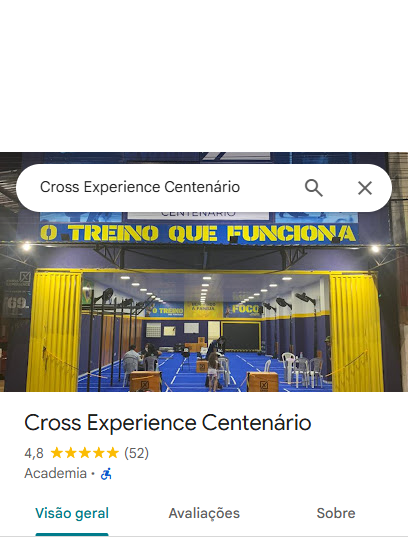 Cross Experience Centenário
CENTENÁRIO
O TREINO QUE FUNCIONA
O TREINO
FOCO
Cross Experience Centenário
4,8 (52)
Academia ·
Visão geral
Avaliações
Sobre